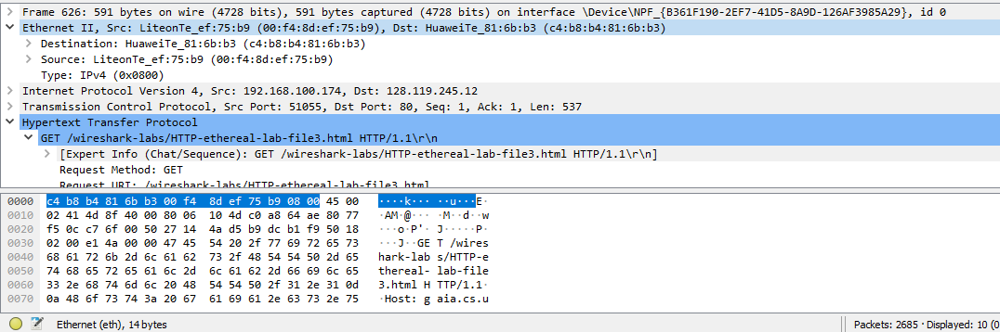 Frame 626: 591 bytes on wire (4728 bits), 591 bytes captured (4728 bits) on interface \Device\NPF_{B361F190-2EF7-41D5-8A9D-126AF3985A29}, id 0
Ethernet II, Src: LiteonTe_ef:75:b9 (00:f4:8d:ef:75:b9), Dst: HuaweiTe_81:6b:b3 (c4:b8:b4:81:6b:b3)
Destination: HuaweiTe_81:6b:b3 (c4:b8:b4:81:6b:b3)
Source: LiteonTe_ef:75:b9 (00:f4:8d:ef:75:b9)
Type: IPv4 (0x0800)
Internet Protocol Version 4, Src: 192.168.100.174, Dst: 128.119.245.12
Transmission Control Protocol, Src Port: 51055, Dst Port: 80, Seq: 1, Ack: 1, Len: 537
Hypertext Transfer Protocol
GET /wireshark-labs/HTTP-ethereal-lab-file3.html HTTP/1.1\r\n
[Expert Info (Chat/Sequence): GET /wireshark-labs/HTTP-ethereal-lab-file3.html HTTP/1.1\r\n]
Request Method: GET
Request URI: /wireshark-labs/HTTP-ethereal-lab-file3.html
0000 c4 b8 b4 81 6b b3 00 f4 8d ef 75 b9 08 00 45 00 ····k··· ··u···E·
0010 02 41 4d 8f 40 00 80 06 10 4d c0 a8 64 ae 80 77 ·AM·@··· ·M··d··w
0020 f5 0c c7 6f 00 50 27 14 4a d5 b9 dc b1 f9 50 18 ···o·P'· J·····P·
0030 02 00 e1 4a 00 00 47 45 54 20 2f 77 69 72 65 73 ···J··GE T /wires
0040 68 61 72 6b 2d 6c 61 62 73 2f 48 54 54 50 2d 65 hark-lab s/HTTP-e
0050 74 68 65 72 65 61 6c 2d 6c 61 62 2d 66 69 6c 65 thereal- lab-file
0060 33 2e 68 74 6d 6c 20 48 54 54 50 2f 31 2e 31 0d 3.html H TTP/1.1·
0070 0a 48 6f 73 74 3a 20 67 61 69 61 2e 63 73 2e 75 ·Host: g aia.cs.u
Ethernet (eth), 14 bytes Packets: 2685 · Displayed: 10 (0